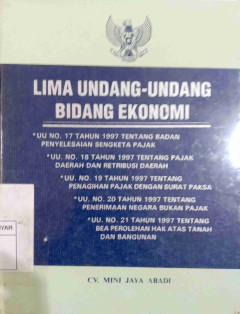 LIMA UNDANG-UNDANG
BIDANG EKONOMI
*UU NO. 17 TAHUN 1997 TENTANG BADAN
PENYELESAIAN SENGKETA PAJAK
*UU. NO. 18 TAHUN 1997 TENTANG PAJAK
DAERAH DAN RETRIBUSI DAERAH
*UU NO. 19 TAHUN 1997 TENTANG
PENAGIHAN PAJAK DENGAN SURAT PAKSA
*UU. NO. 20 TAHUN 1997 TENTANG
PENERIMAAN NEGARA BUKAN PAJAK
*UU. NO. 21 TAHUN 1997 TENTANG
BEA PEROLEHAN HAK ATAS TANAH
DAN BANGUNAN
CV. MINI JAYA ABADI